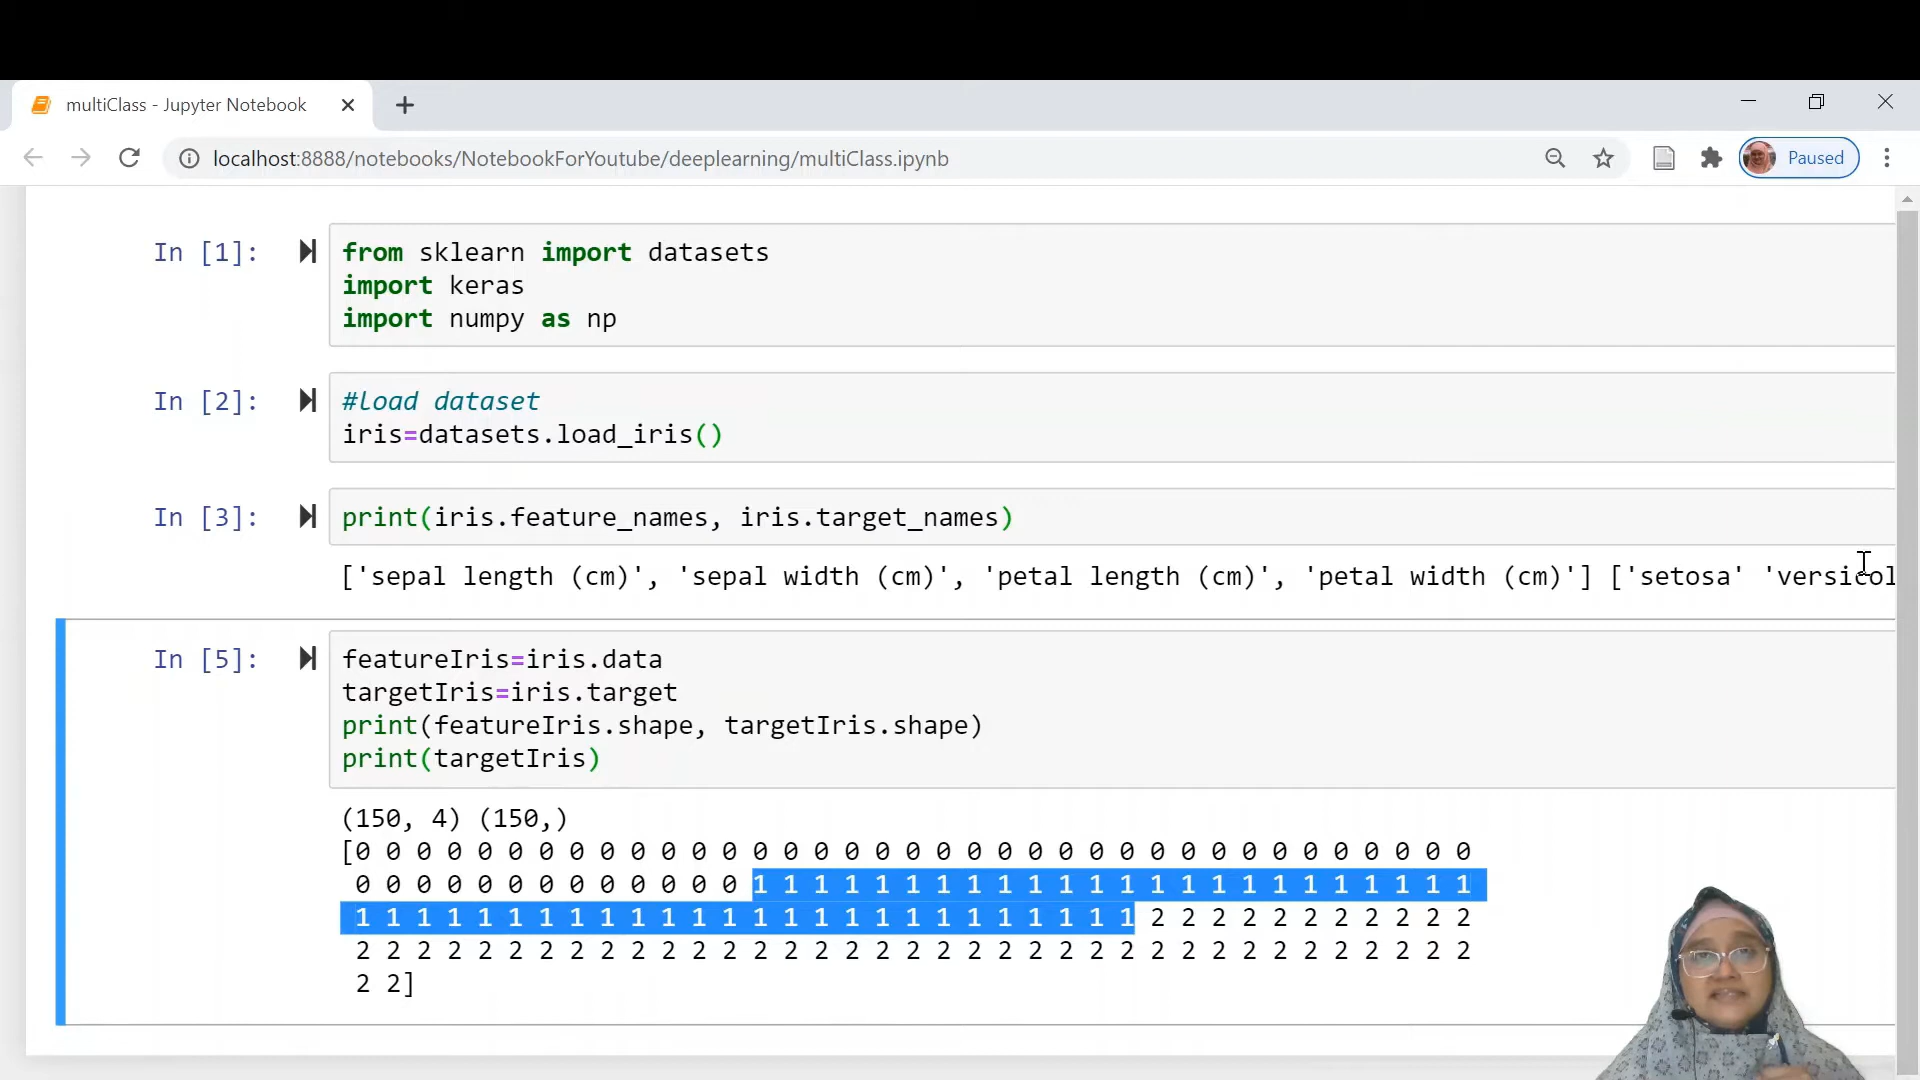 multiClass - Jupyter Notebook
localhost:8888/notebooks/NotebookForYoutube/deeplearning/multiClass.ipynb
Paused
In [1]:
from sklearn import datasets
import keras
import numpy as np
In [2]:
#load dataset
iris=datasets.load_iris()
In [3]:
print(iris.feature_names, iris.target_names)
['sepal length (cm)', 'sepal width (cm)', 'petal length (cm)', 'petal width (cm)'] ['setosa' 'versicol
In [5]:
featureIris=iris.data
targetIris=iris.target
print(featureIris.shape, targetIris.shape)
print(targetIris)
(150, 4) (150,)
[0 0 0 0 0 0 0 0 0 0 0 0 0 0 0 0 0 0 0 0 0 0 0 0 0 0 0 0 0 0 0 0 0 0 0 0 0
0 0 0 0 0 0 0 0 0 0 0 0 0 1 1 1 1 1 1 1 1 1 1 1 1 1 1 1 1 1 1 1 1 1 1 1 1
1 1 1 1 1 1 1 1 1 1 1 1 1 1 1 1 1 1 1 1 1 1 1 1 1 1 2 2 2 2 2 2 2 2 2 2 2
2 2 2 2 2 2 2 2 2 2 2 2 2 2 2 2 2 2 2 2 2 2 2 2 2 2 2 2 2 2 2 2 2 2 2 2 2
2 2]